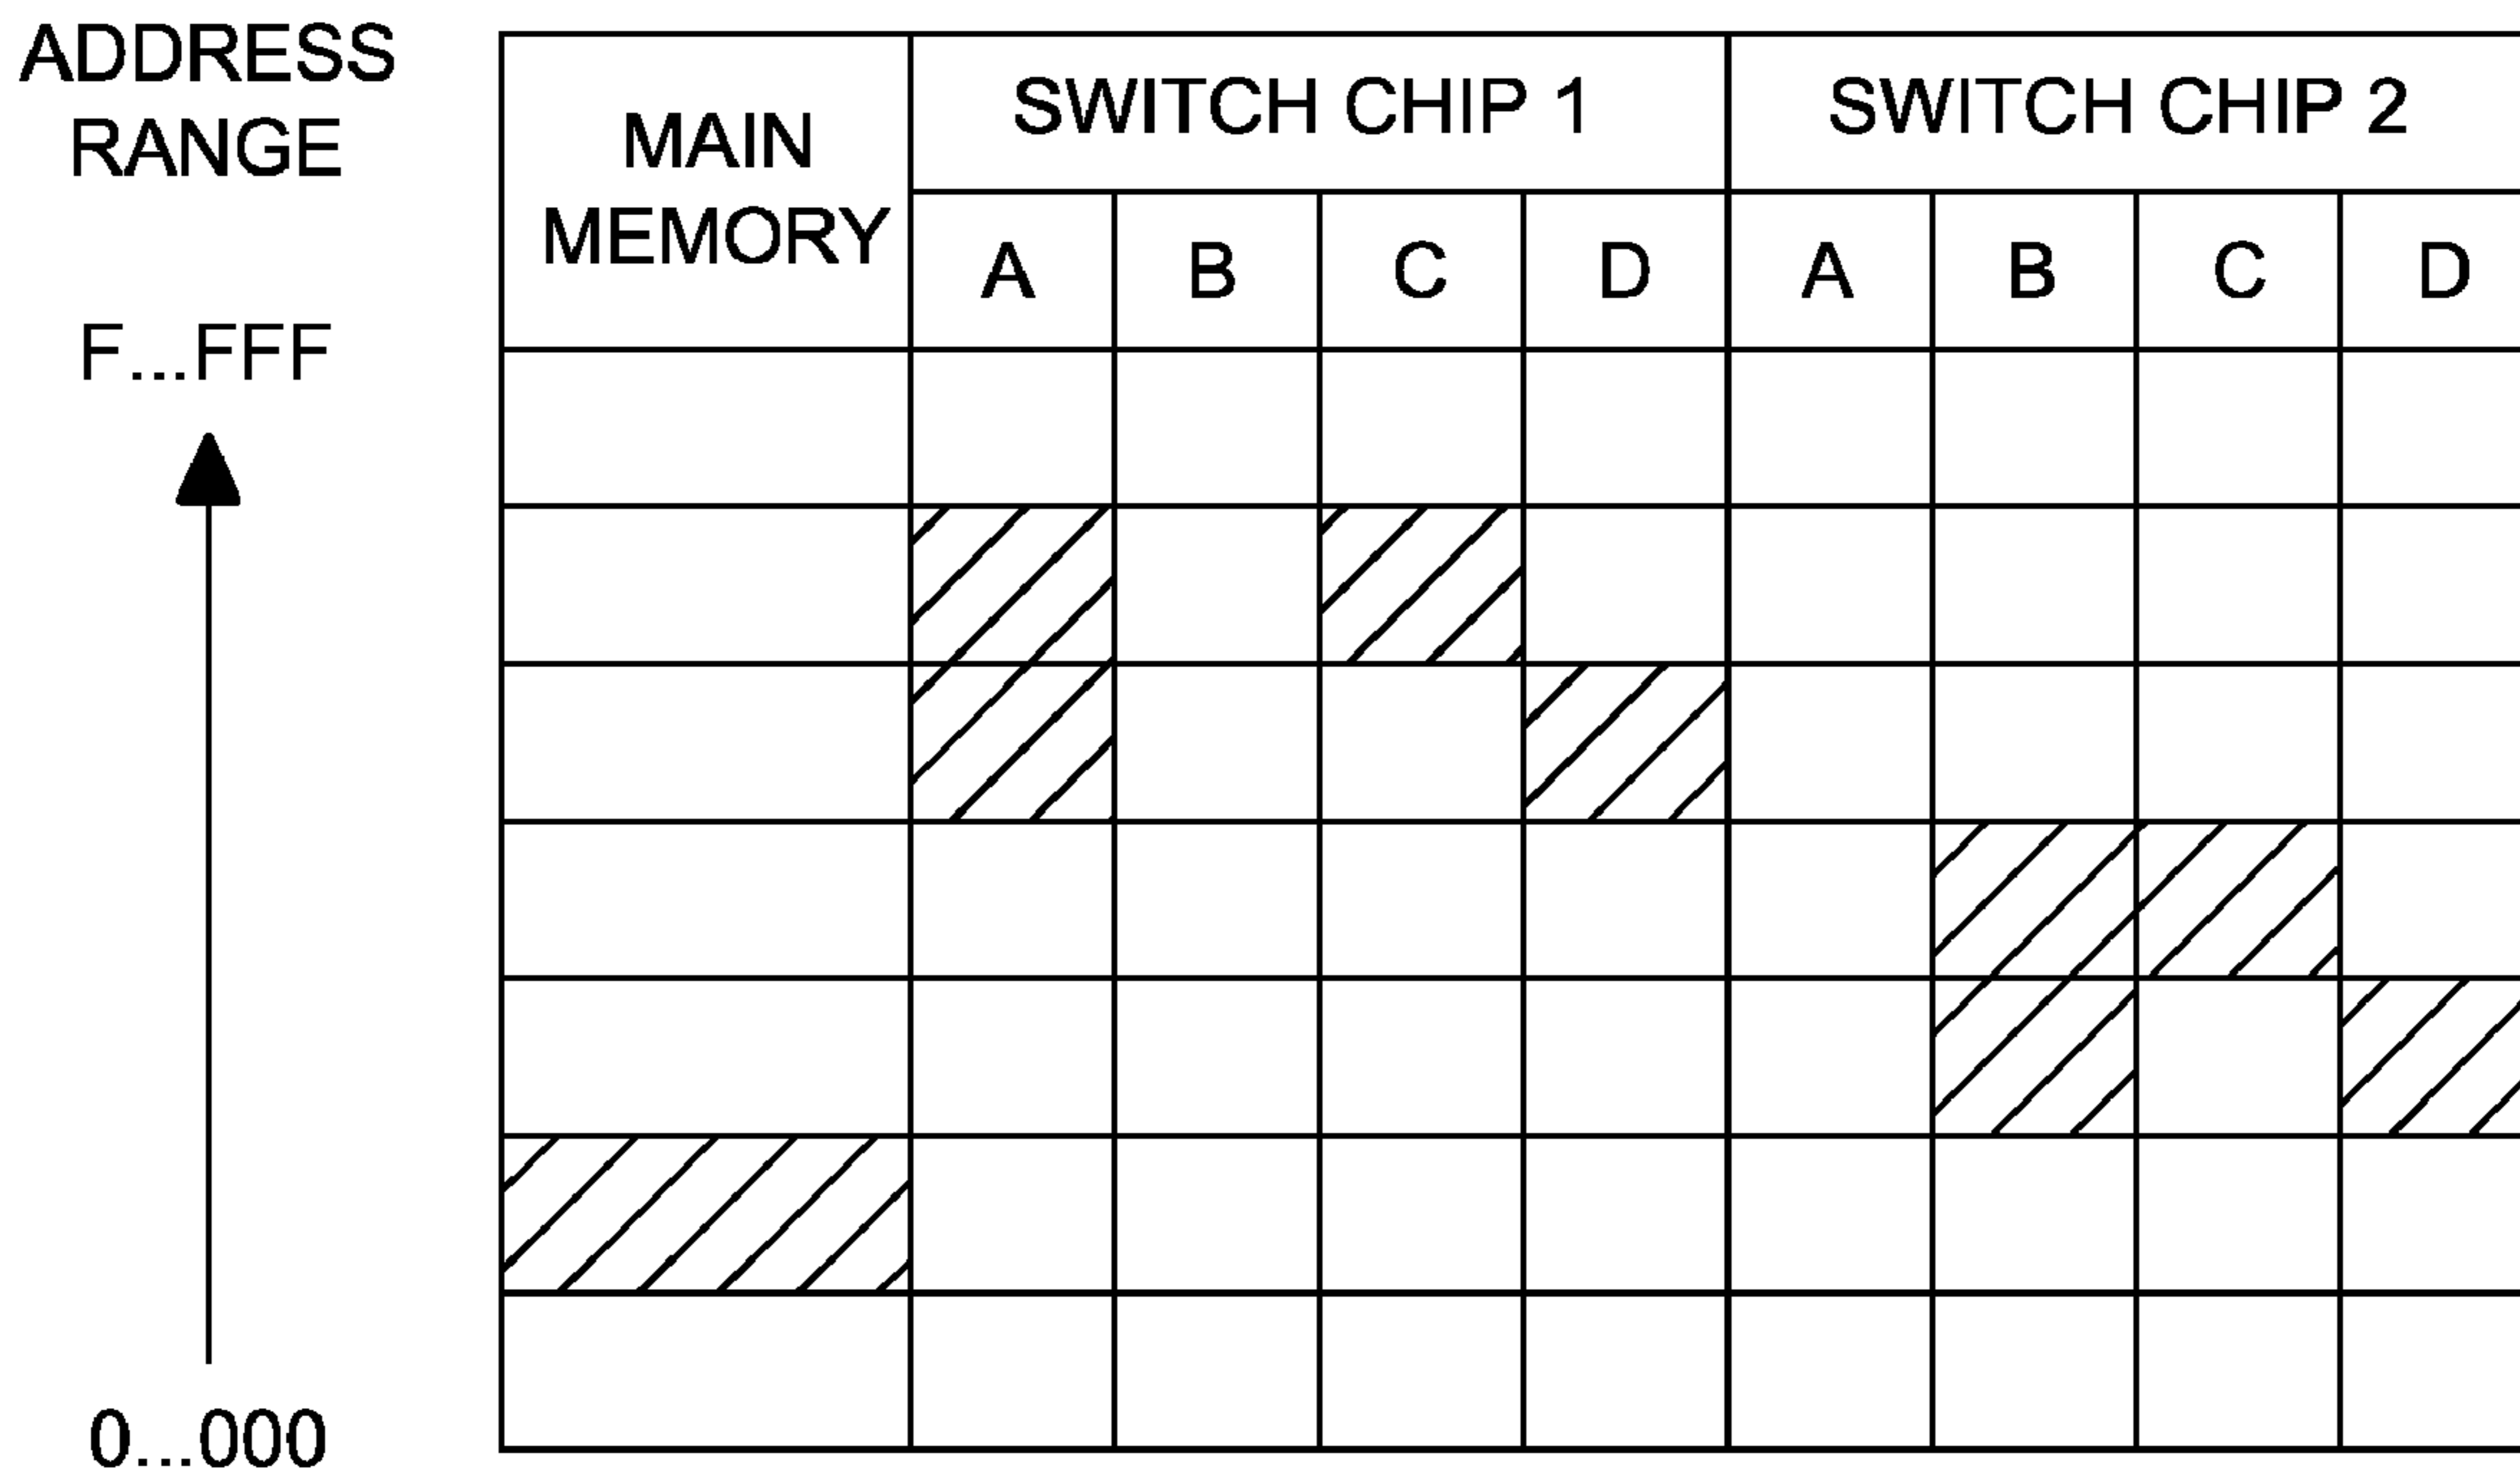 ADDRESS
RANGE
F...FFF
0...000
MAIN
MEMORY
SWITCH CHIP 1
SWITCH CHIP 2
A B C D A B C D